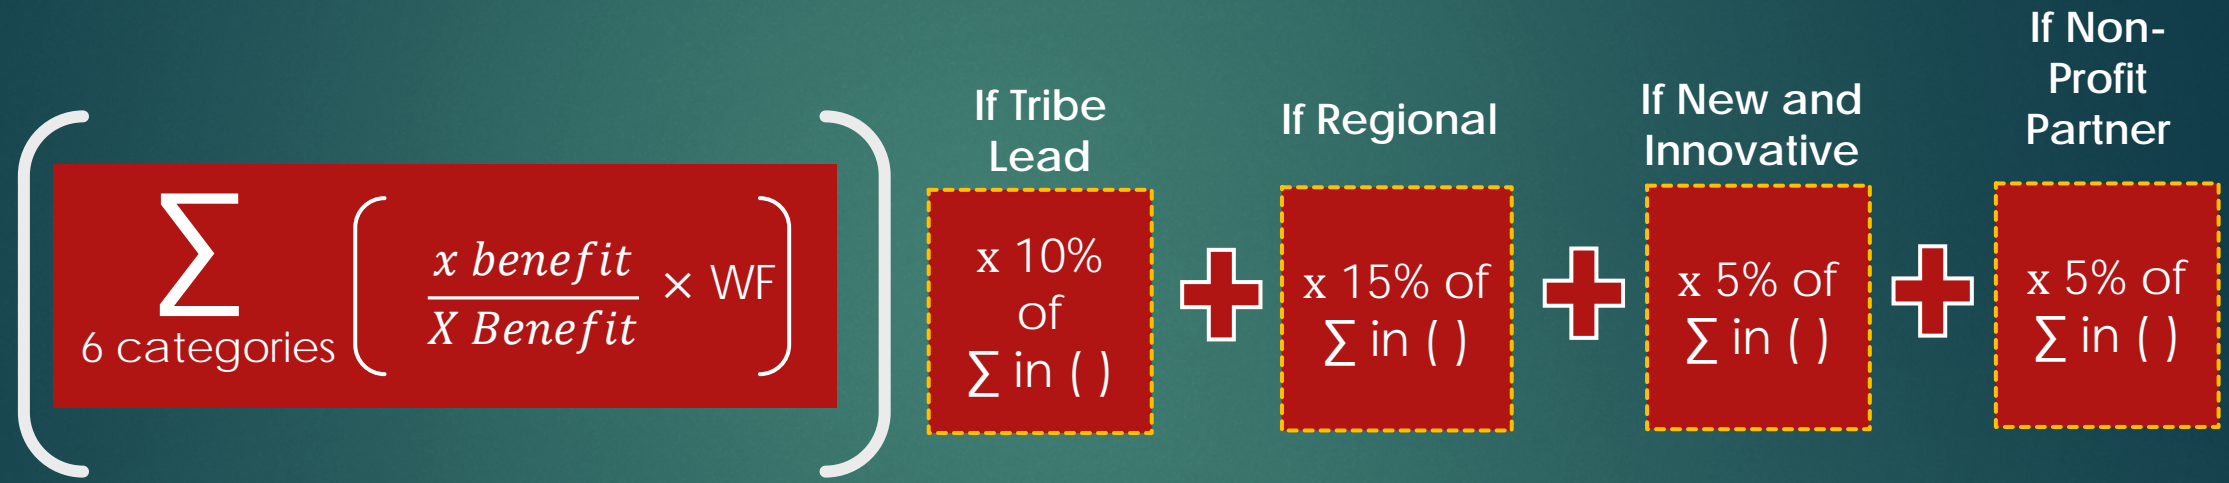 ∑
6 categories
( x benefit / X Benefit × WF )
If Tribe
Lead
x 10%
of
∑ in ( )
If Regional
x 15% of
∑ in ( )
If New and
Innovative
x 5% of
∑ in ( )
If Non-
Profit
Partner
x 5% of
∑ in ( )